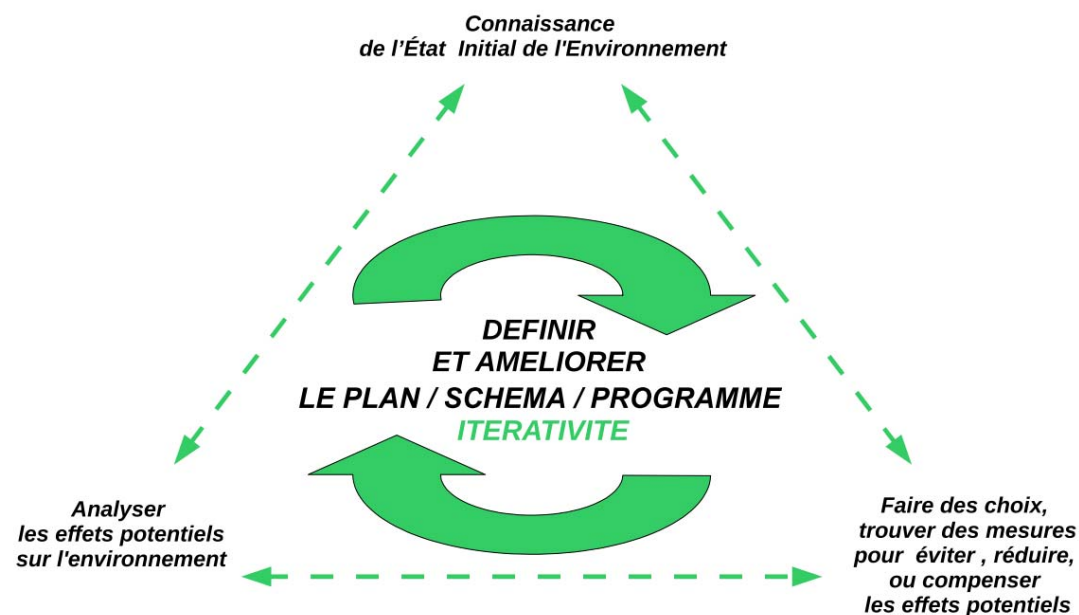 Connaissance
de l’État Initial de l'Environnement
DEFINIR
ET AMELIORER
LE PLAN / SCHEMA / PROGRAMME
ITERATIVITE
Analyser
les effets potentiels
sur l'environnement
Faire des choix,
trouver des mesures
pour éviter , réduire,
ou compenser
les effets potentiels